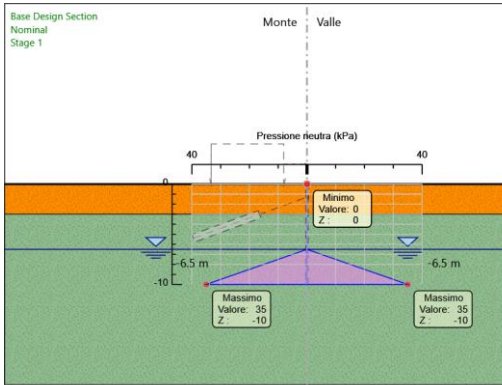 Base Design Section
Nominal
Stage 1
Monte
Valle
Pressione neutra (kPa)
40
40
0
Minimo
Valore: 0
Z : 0
-6.5 m
-6.5 m
-10
Massimo
Valore: 35
Z : -10
Massimo
Valore: 35
Z : -10